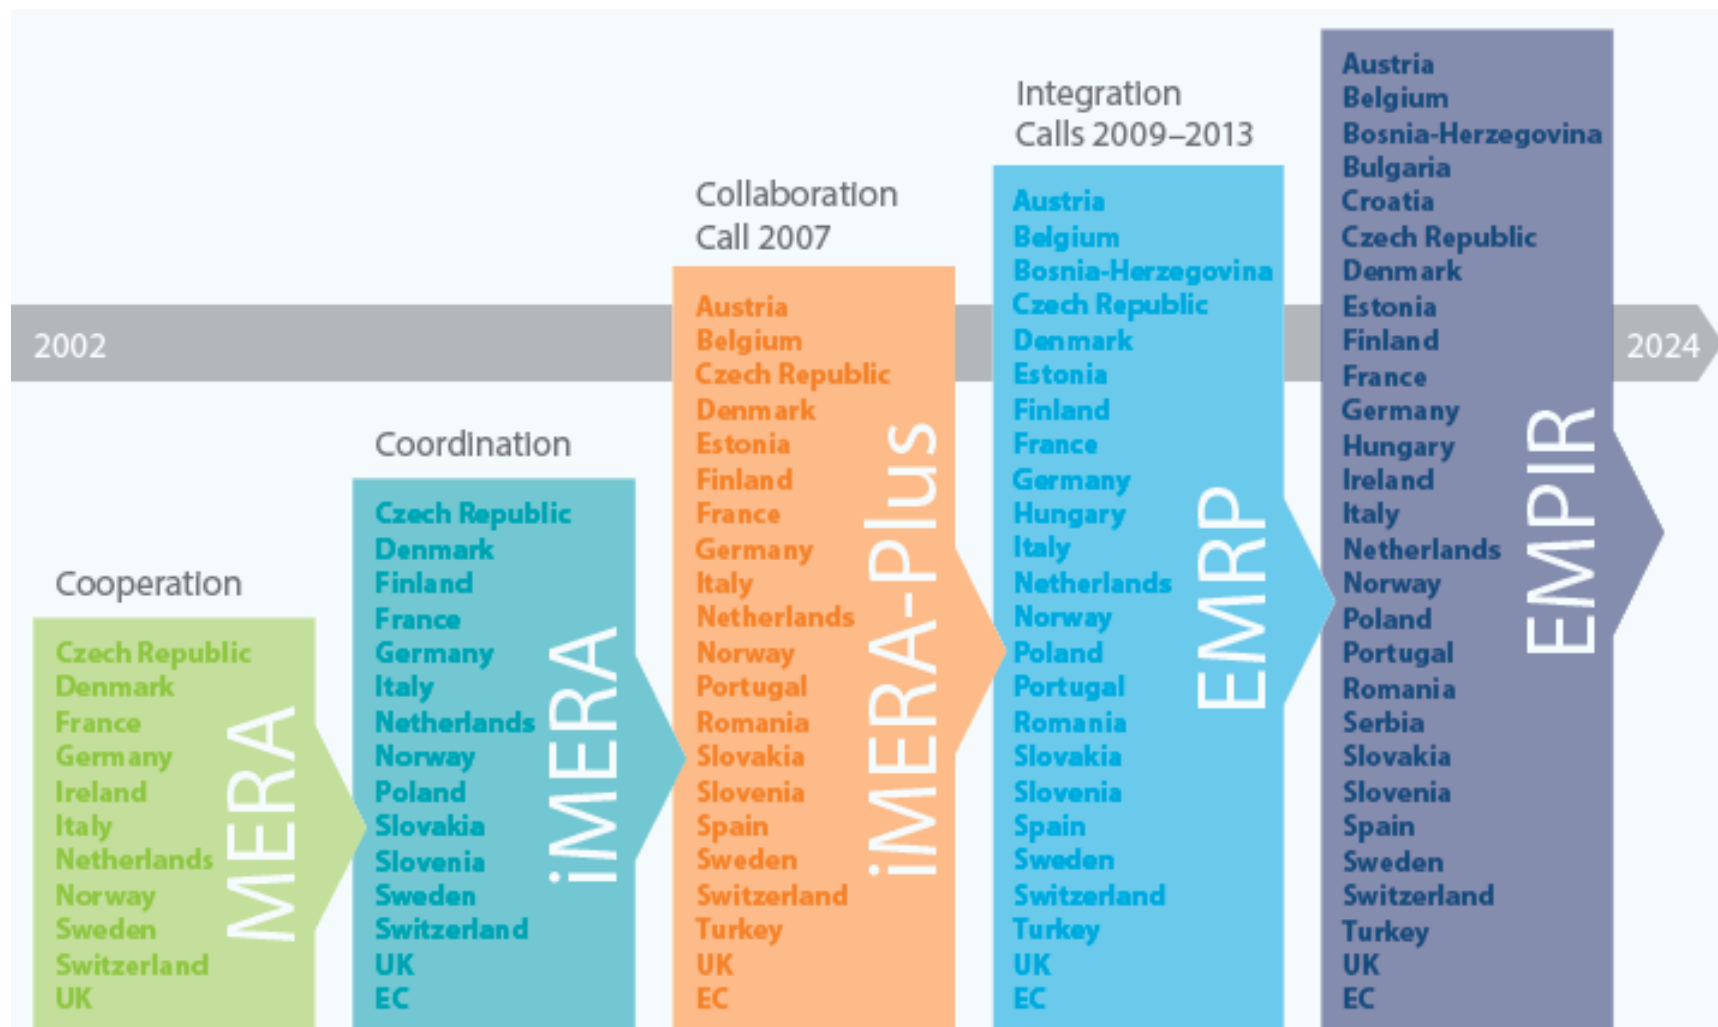 2002
Cooperation
Czech Republic
Denmark
France
Germany
Ireland
Italy
Netherlands
Norway
Sweden
Switzerland
UK
MERA
Coordination
Czech Republic
Denmark
Finland
France
Germany
Italy
Netherlands
Norway
Poland
Slovakia
Slovenia
Sweden
Switzerland
UK
EC
iMERA
Collaboration
Call 2007
Austria
Belgium
Czech Republic
Denmark
Estonia
Finland
France
Germany
Italy
Netherlands
Norway
Portugal
Romania
Slovakia
Slovenia
Spain
Sweden
Switzerland
Turkey
UK
EC
iMERA-Plus
Integration
Calls 2009–2013
Austria
Belgium
Bosnia-Herzegovina
Czech Republic
Denmark
Estonia
Finland
France
Germany
Hungary
Italy
Netherlands
Norway
Poland
Portugal
Romania
Slovakia
Slovenia
Spain
Sweden
Switzerland
Turkey
UK
EC
EMRP
Austria
Belgium
Bosnia-Herzegovina
Bulgaria
Croatia
Czech Republic
Denmark
Estonia
Finland
France
Germany
Hungary
Ireland
Italy
Netherlands
Norway
Poland
Portugal
Romania
Serbia
Slovakia
Slovenia
Spain
Sweden
Switzerland
Turkey
UK
EC
EMPIR
2024